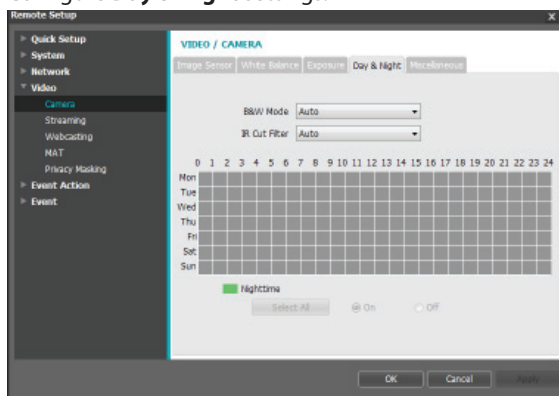 Remote Setup X
Quick Setup
System
Network
Video
Camera
Streaming
Webcasting
MAT
Privacy Masking
Event Action
Event
VIDEO / CAMERA
Image Sensor White Balance Exposure Day & Night Miscellaneous
B&W Mode Auto
IR Cut Filter Auto
0 1 2 3 4 5 6 7 8 9 10 11 12 13 14 15 16 17 18 19 20 21 22 23 24
Mon
Tue
Wed
Thu
Fri
Sat
Sun
Nighttime
Select All On Off
OK Cancel Apply